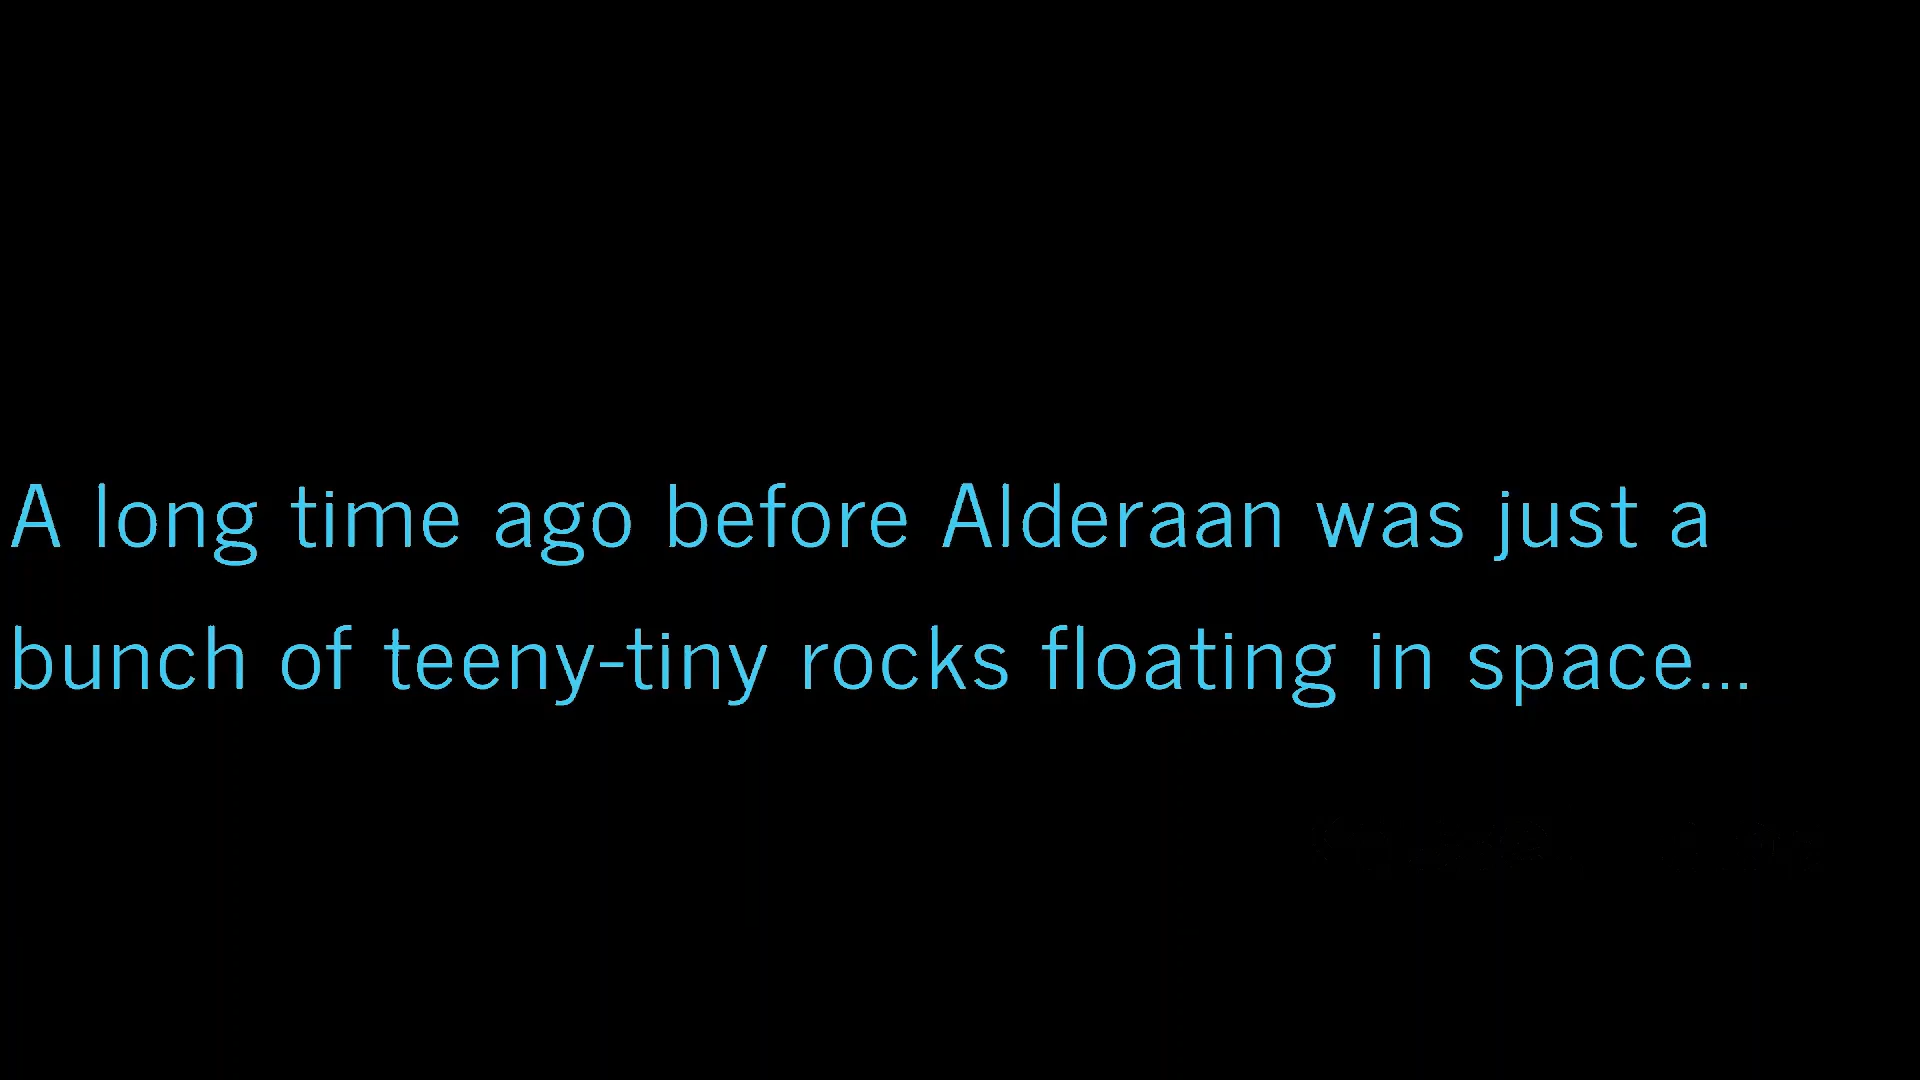 A long time ago before Alderaan was just a
bunch of teeny-tiny rocks floating in space...